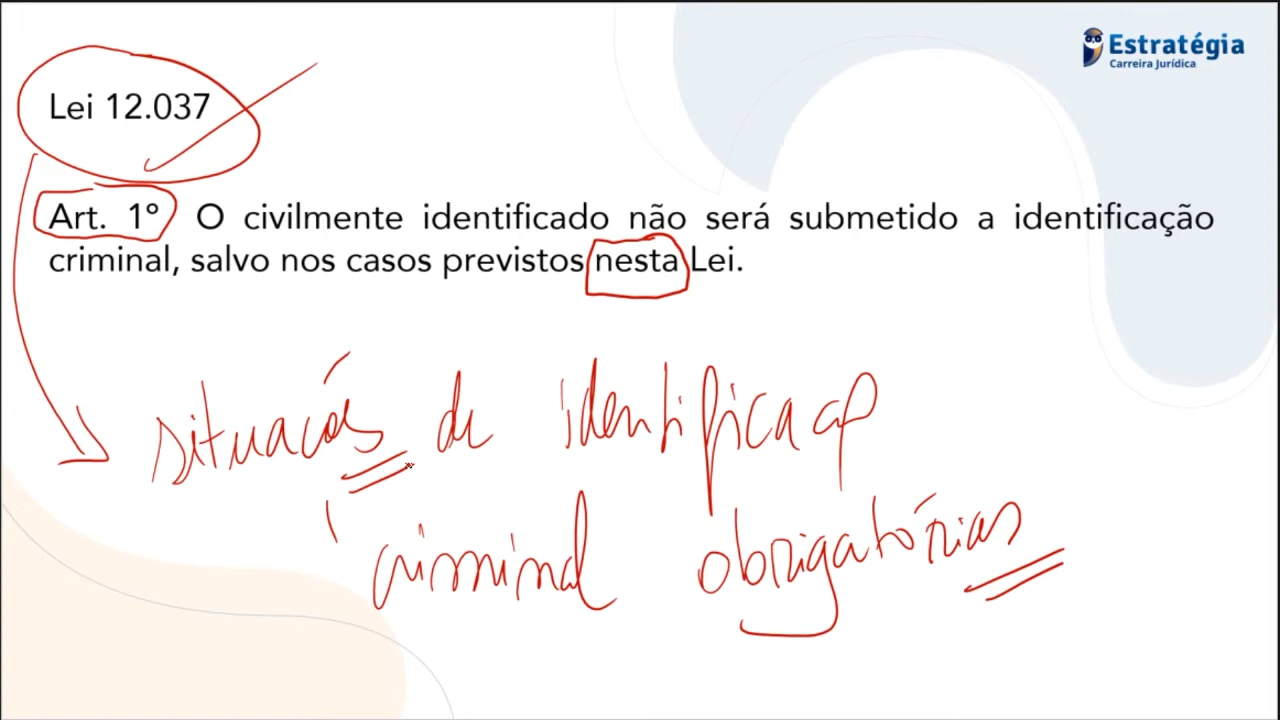 Estratégia
Carreira Jurídica
Lei 12.037
Art. 1º O civilmente identificado não será submetido a identificação
criminal, salvo nos casos previstos nesta Lei.
situações de identificação
criminal obrigatórias